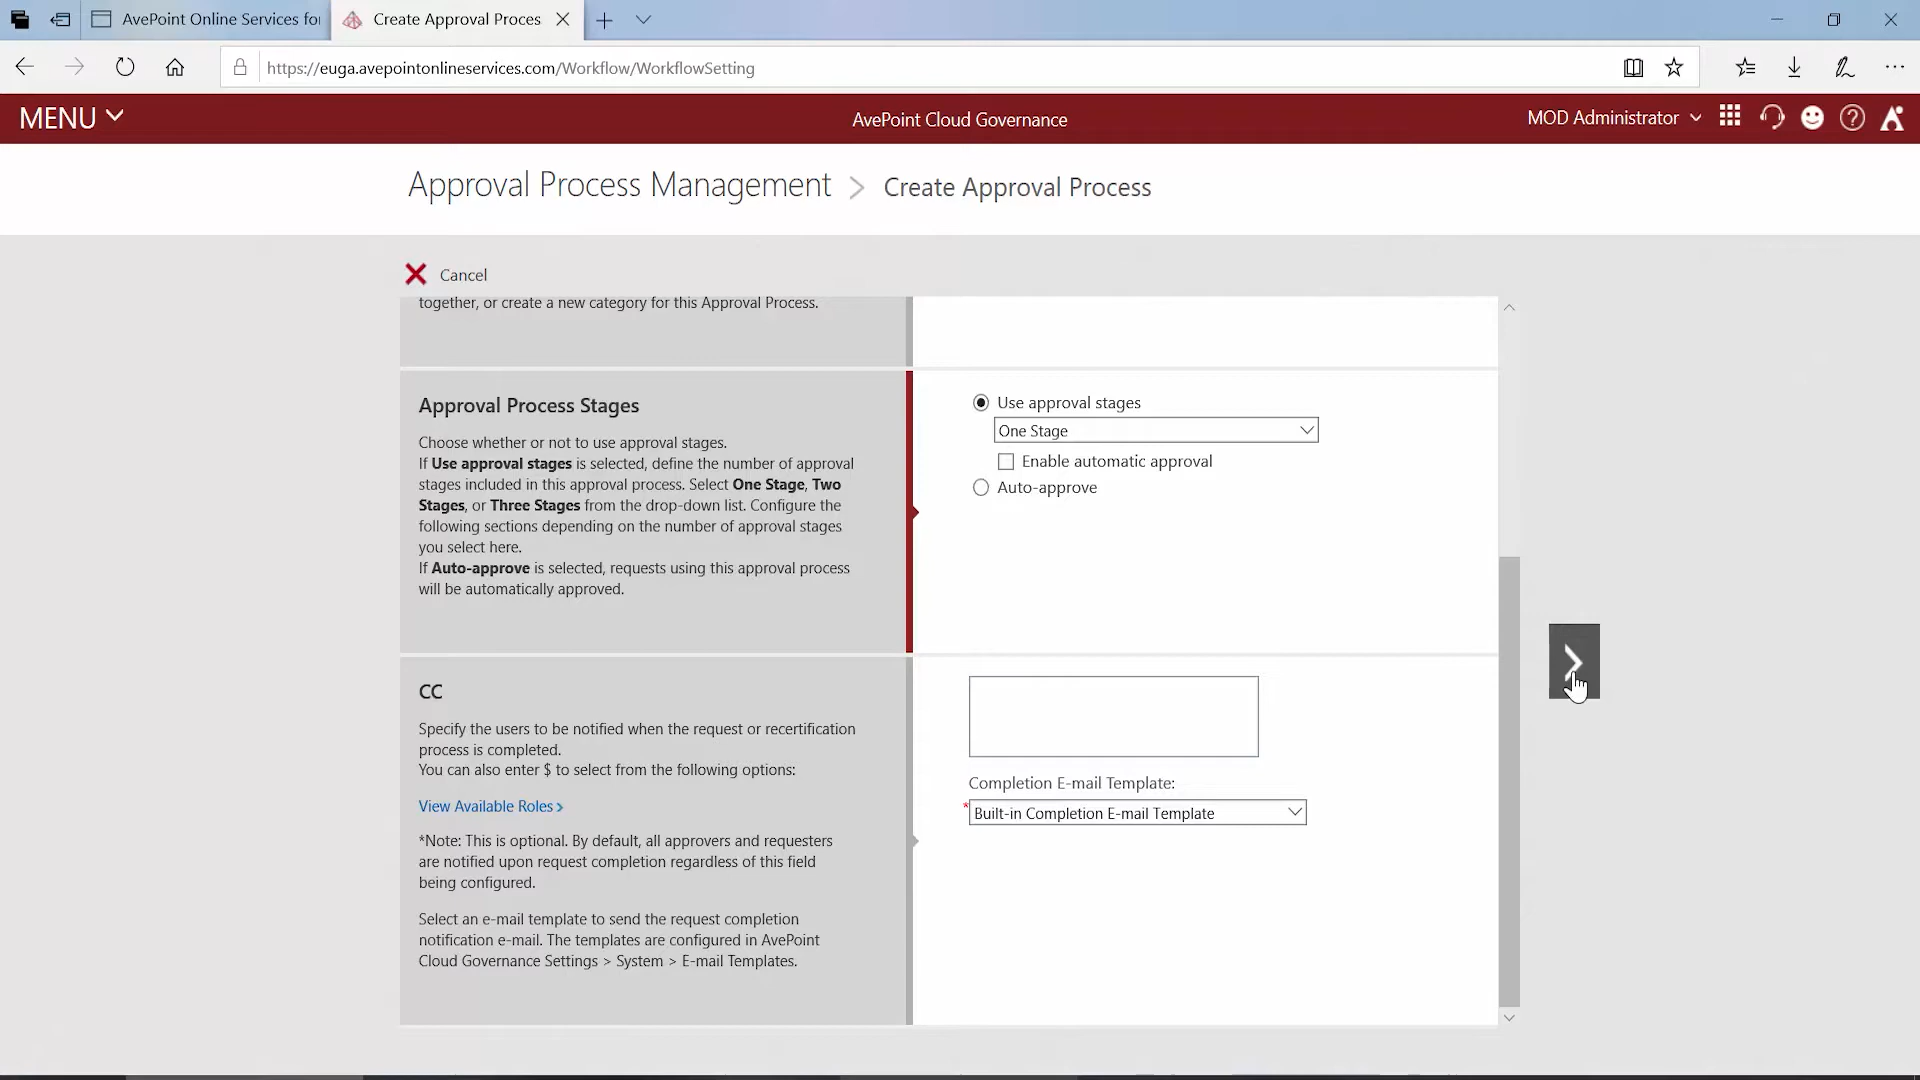 AvePoint Online Services fo
Create Approval Proces
https://euga.avepointonlineservices.com/Workflow/WorkflowSetting
MENU
AvePoint Cloud Governance
MOD Administrator
Approval Process Management > Create Approval Process
Cancel
together, or create a new category for this Approval Process.
Approval Process Stages
Choose whether or not to use approval stages.
If Use approval stages is selected, define the number of approval
stages included in this approval process. Select One Stage, Two
Stages, or Three Stages from the drop-down list. Configure the
following sections depending on the number of approval stages
you select here.
If Auto-approve is selected, requests using this approval process
will be automatically approved.
Use approval stages
One Stage
Enable automatic approval
Auto-approve
CC
Specify the users to be notified when the request or recertification
process is completed.
You can also enter $ to select from the following options:
View Available Roles >
*Note: This is optional. By default, all approvers and requesters
are notified upon request completion regardless of this field
being configured.
Select an e-mail template to send the request completion
notification e-mail. The templates are configured in AvePoint
Cloud Governance Settings > System > E-mail Templates.
Completion E-mail Template:
* Built-in Completion E-mail Template